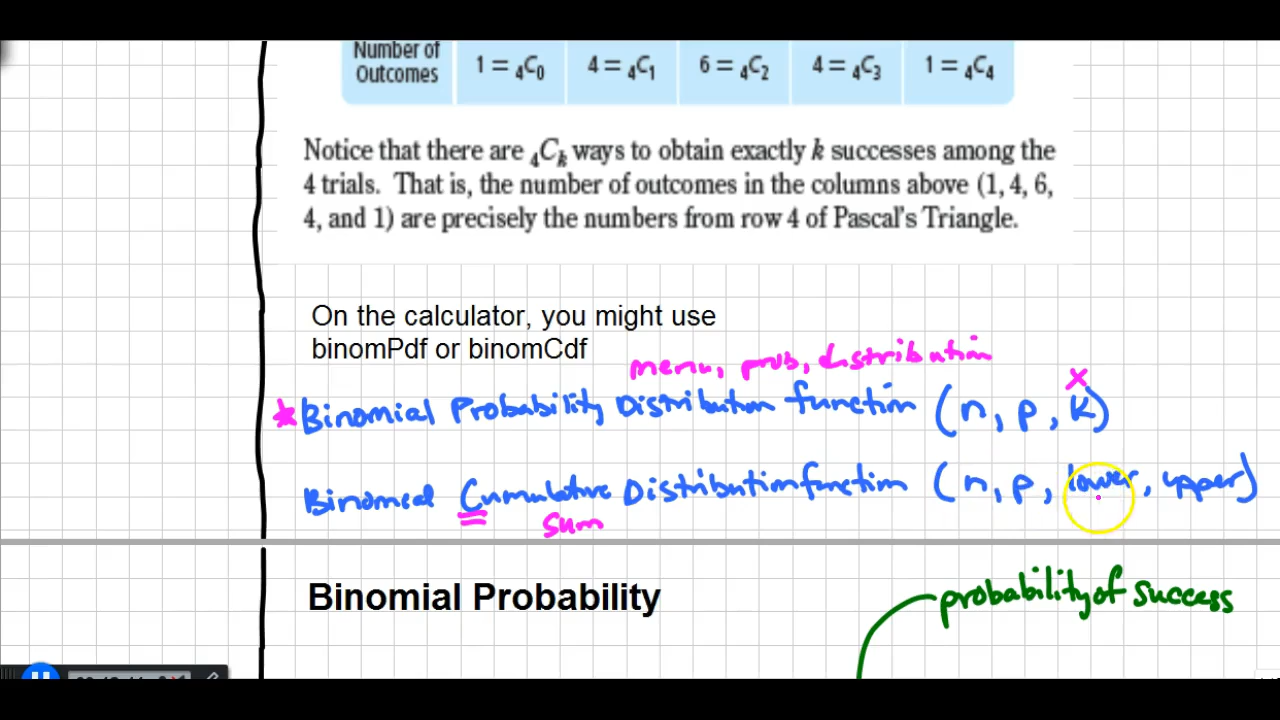 Number of Outcomes 1 = ₄C₀ 4 = ₄C₁ 6 = ₄C₂ 4 = ₄C₃ 1 = ₄C₄
Notice that there are ₄Cₖ ways to obtain exactly k successes among the
4 trials. That is, the number of outcomes in the columns above (1, 4, 6,
4, and 1) are precisely the numbers from row 4 of Pascal's Triangle.
On the calculator, you might use
binomPdf or binomCdf
menu, prob, distribution
x
*Binomial Probability Distribution function (n, p, k)
Binomial Cumulative Distribution function (n, p, lower, upper)
sum
Binomial Probability
probability of success